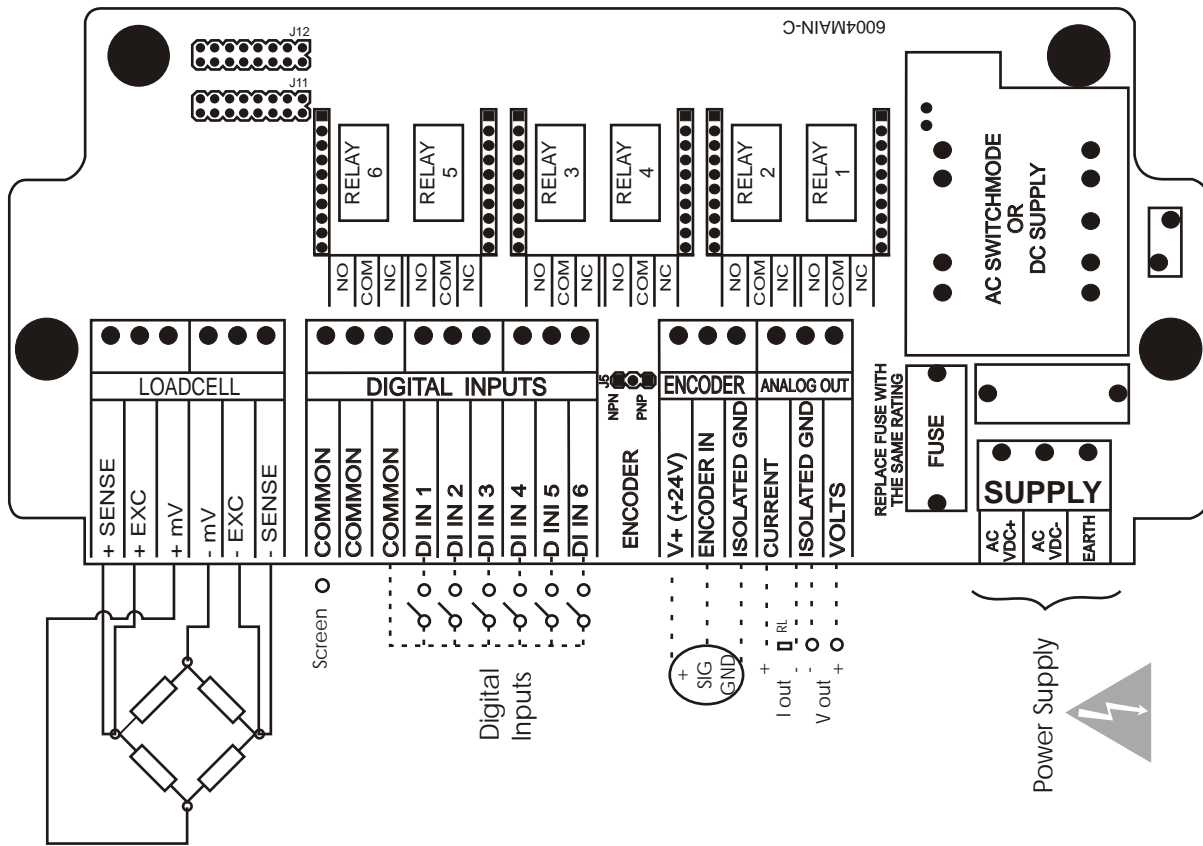 J12
J11
6004MAIN-C
RELAY
6
RELAY
5
RELAY
3
RELAY
4
RELAY
2
RELAY
1
NO
COM
NC
NO
COM
NC
NO
COM
NC
NO
COM
NC
NO
COM
NC
NO
COM
NC
AC SWITCHMODE
OR
DC SUPPLY
LOADCELL
+ SENSE
+ EXC
+ mV
- mV
- EXC
- SENSE
DIGITAL INPUTS
COMMON
COMMON
COMMON
DI IN 1
DI IN 2
DI IN 3
DI IN 4
D INI 5
DI IN 6
J5
NPN
PNP
ENCODER
ENCODER
V+ (+24V)
ENCODER IN
ISOLATED GND
ANALOG OUT
CURRENT
ISOLATED GND
VOLTS
REPLACE FUSE WITH
THE SAME RATING
FUSE
SUPPLY
AC
VDC+
AC
VDC-
EARTH
Screen
Digital
Inputs
+
SIG
GND
+
RL
-
I out
-
+
V out
Power Supply